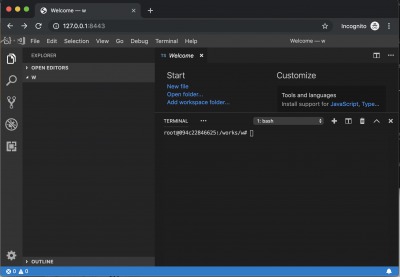 Welcome — w
127.0.0.1:8443
Incognito
File Edit Selection View Go Debug Terminal Help
Welcome — w
EXPLORER
OPEN EDITORS
W
OUTLINE
TS Welcome
Start
New file
Open folder...
Add workspace folder...
Customize
Tools and languages
Install support for JavaScript, Type...
TERMINAL
1: bash
root@094c22846625:/works/w#
0 0